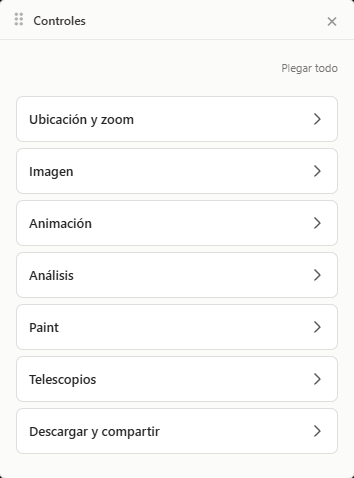 Controles
Plegar todo
Ubicación y zoom
Imagen
Animación
Análisis
Paint
Telescopios
Descargar y compartir